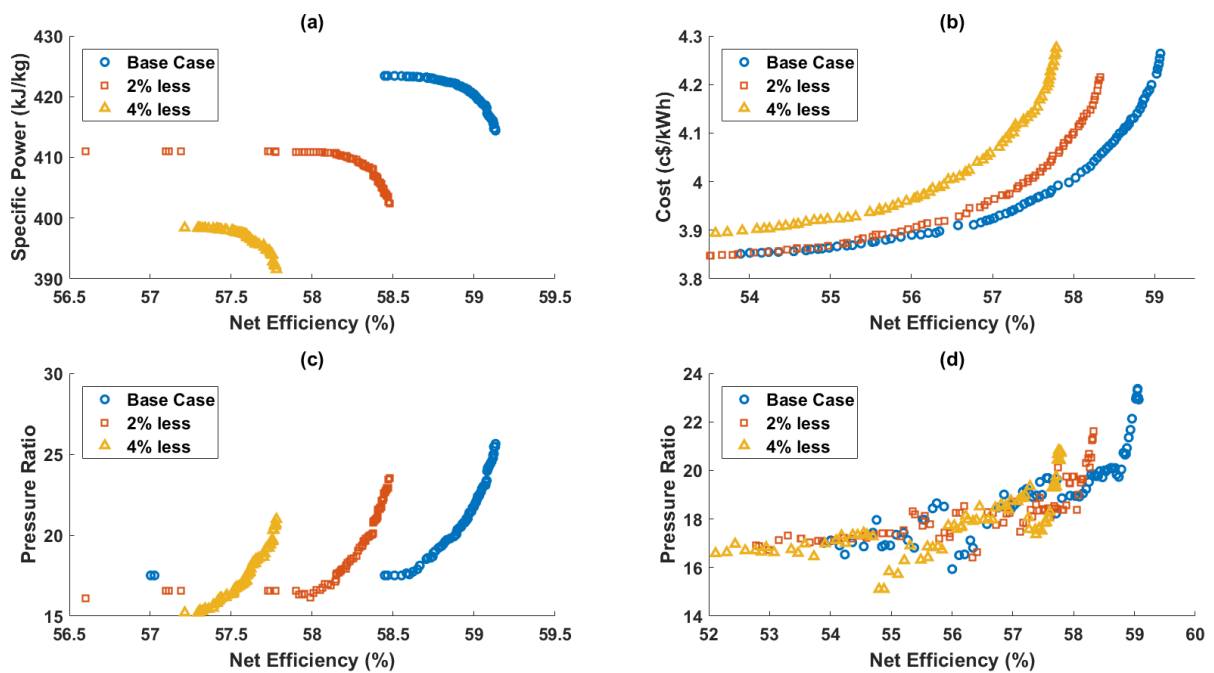 (a)
Specific Power (kJ/kg)
430
420
410
400
390
Base Case
2% less
4% less
56.5 57 57.5 58 58.5 59 59.5
Net Efficiency (%)
(b)
Cost (c$/kWh)
4.3
4.2
4.1
4
3.9
3.8
Base Case
2% less
4% less
54 55 56 57 58 59
Net Efficiency (%)
(c)
Pressure Ratio
30
25
20
15
Base Case
2% less
4% less
56.5 57 57.5 58 58.5 59 59.5
Net Efficiency (%)
(d)
Pressure Ratio
24
22
20
18
16
14
Base Case
2% less
4% less
52 53 54 55 56 57 58 59 60
Net Efficiency (%)